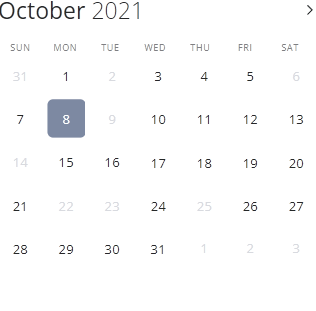 October 2021
SUN MON TUE WED THU FRI SAT
31 1 2 3 4 5 6
7 8 9 10 11 12 13
14 15 16 17 18 19 20
21 22 23 24 25 26 27
28 29 30 31 1 2 3